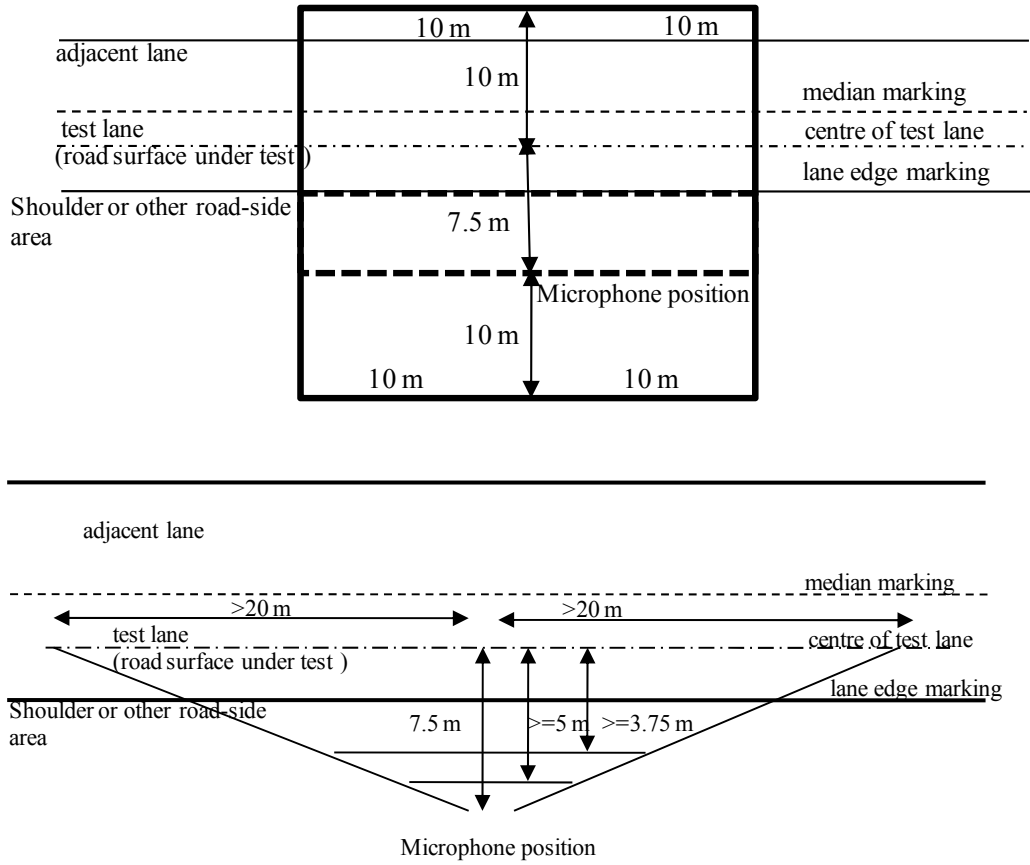 10 m 10 m
adjacent lane
10 m
median marking
test lane
centre of test lane
(road surface under test )
lane edge marking
Shoulder or other road-side
area
7.5 m
Microphone position
10 m
10 m 10 m
adjacent lane
median marking
>20 m >20 m
test lane
centre of test lane
(road surface under test )
lane edge marking
Shoulder or other road-side
area
7.5 m >=5 m >=3.75 m
Microphone position